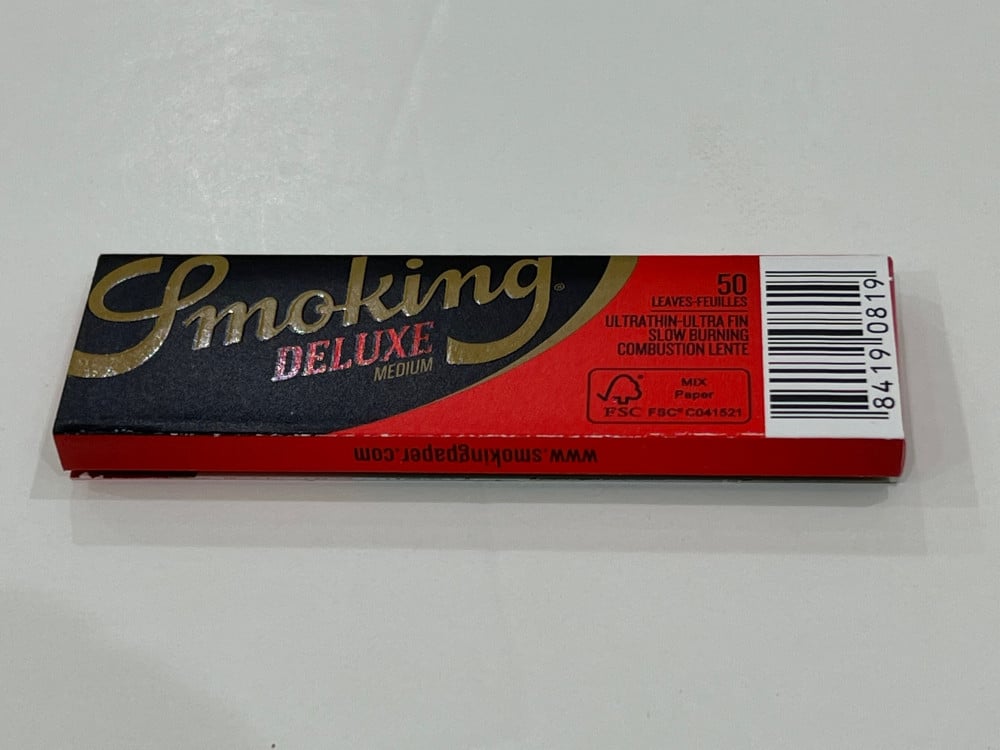 Smoking®
DELUXE
MEDIUM
50
LEAVES-FEUILLES
ULTRATHIN-ULTRA FIN
SLOW BURNING
COMBUSTION LENTE
FSC
MIX
Paper
FSC® C041521
8419 0819
www.smokingpaper.com